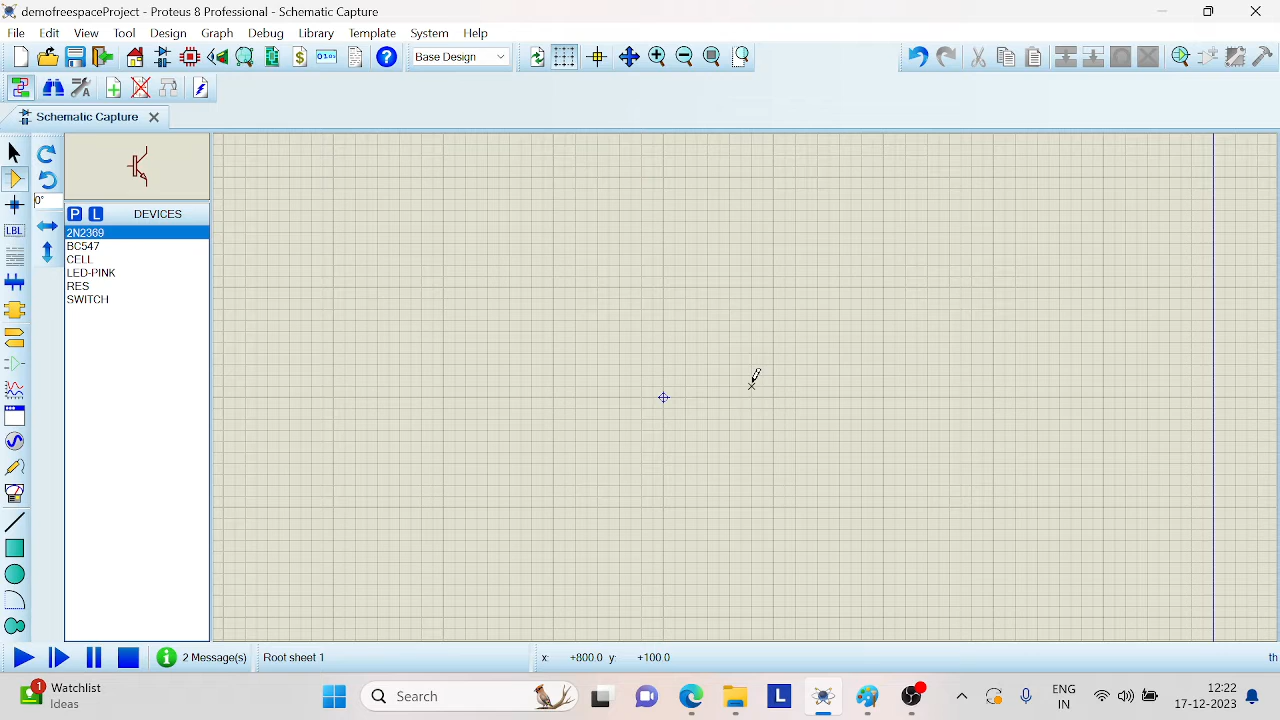 demofreespaceProject - Proteus 8 Professional - Schematic Capture
File Edit View Tool Design Graph Debug Library Template System Help
$ 0101 ? Base Design
A
Schematic Capture
0°
P L DEVICES
LBL
2N2369
BC547
CELL
LED-PINK
RES
SWITCH
2 Message(s) Root sheet 1 x: +800.0 y: +100.0 th
1 Watchlist
Ideas
Search
L
ENG
IN
12:22
17-12-2023